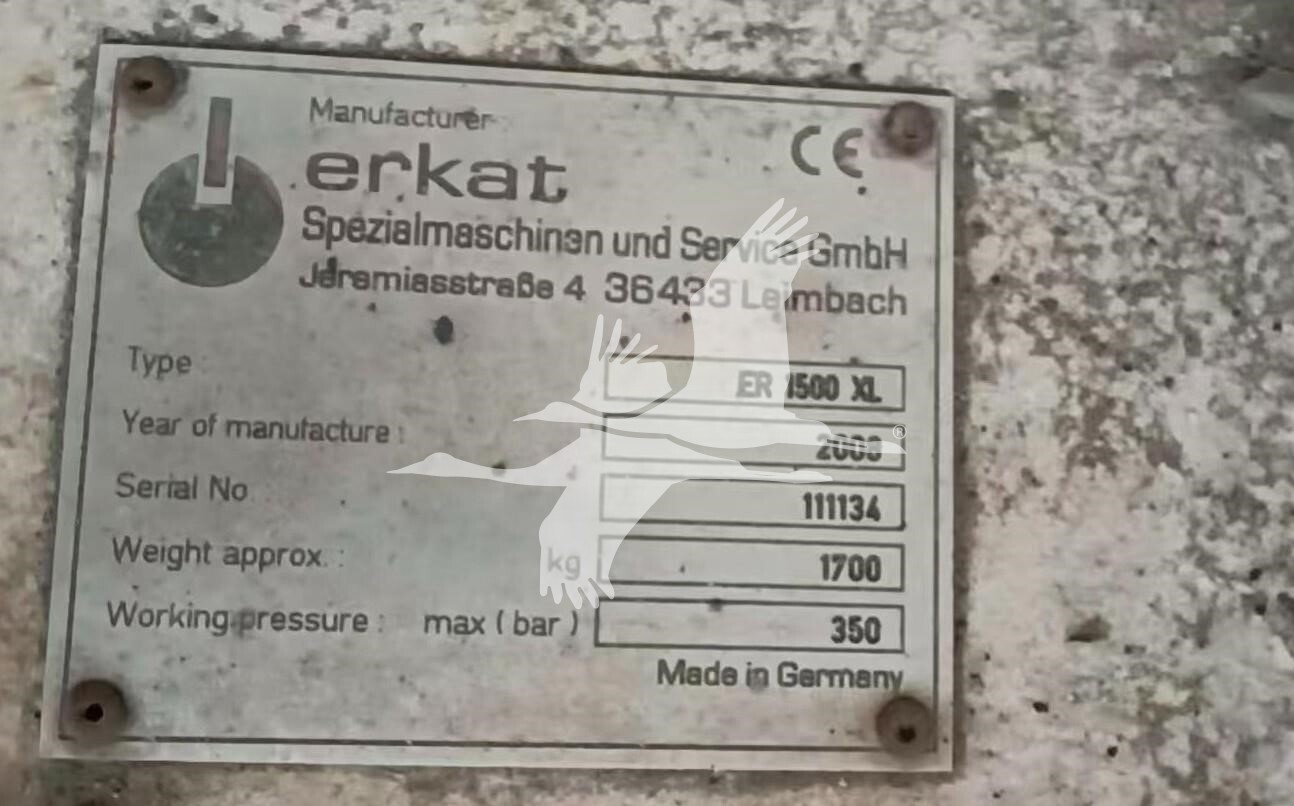 Manufacturer
CE
erkat
Spezialmaschinen und Service GmbH
Jeremiasstraße 4 36433 Leimbach
Type ER 1500 XL
Year of manufacture : 2000
®
Serial No 111134
Weight approx. : kg 1700
Working pressure : max ( bar ) 350
Made in Germany